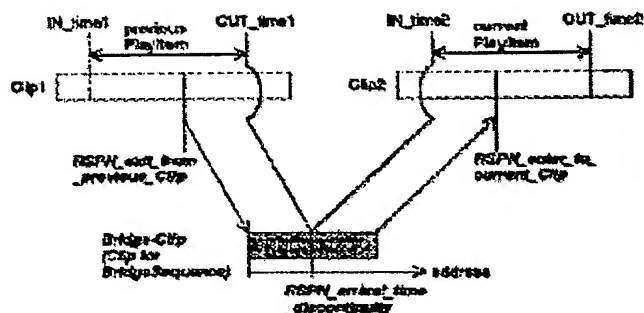 IN_time1
previous
PlayItem
OUT_time1
IN_time2
current
PlayItem
OUT_time2
Clip1
Clip2
RSPN_exit_from
_previous_Clip
RSPN_enter_to_
current_Clip
Bridge-Clip
(Clip for
BridgeSequence)
address
RSPN_arrival_time
discontinuity